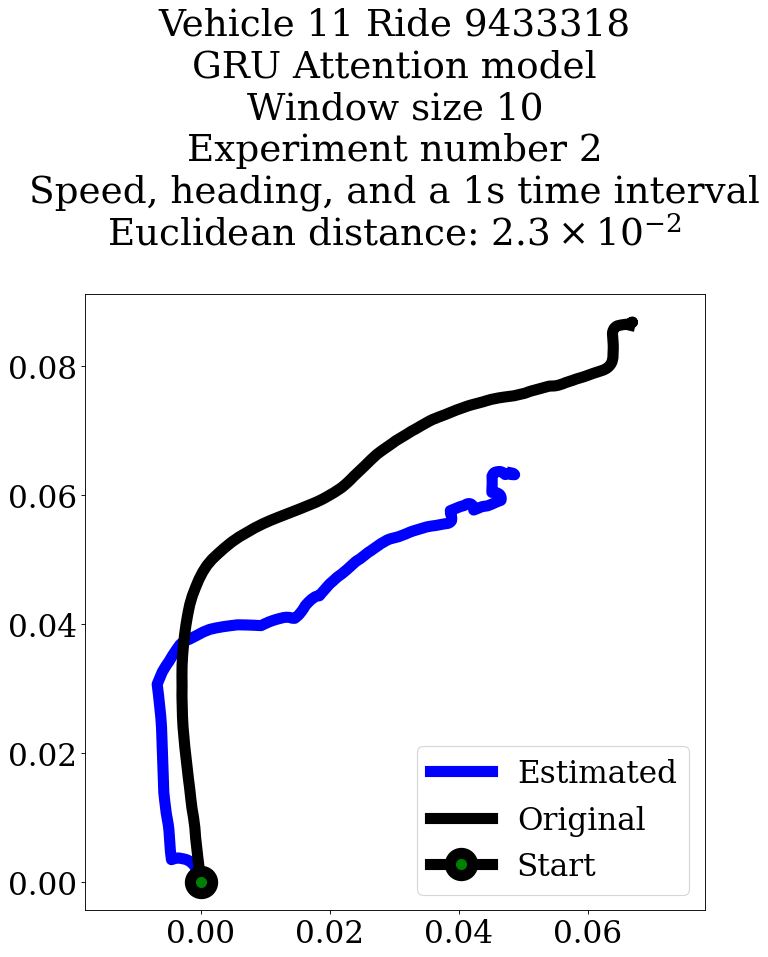 Vehicle 11 Ride 9433318
GRU Attention model
Window size 10
Experiment number 2
Speed, heading, and a 1s time interval
Euclidean distance: 2.3 × 10⁻²
0.08
0.06
0.04
0.02
0.00
Estimated
Original
Start
0.00 0.02 0.04 0.06